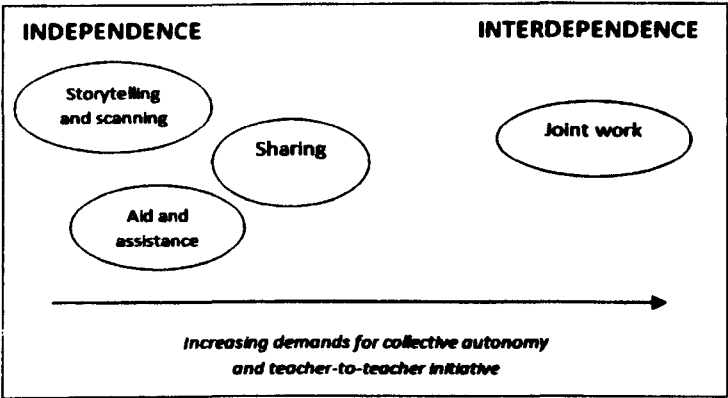 INDEPENDENCE
INTERDEPENDENCE
Storytelling
and scanning
Sharing
Joint work
Aid and
assistance
Increasing demands for collective autonomy
and teacher-to-teacher initiative